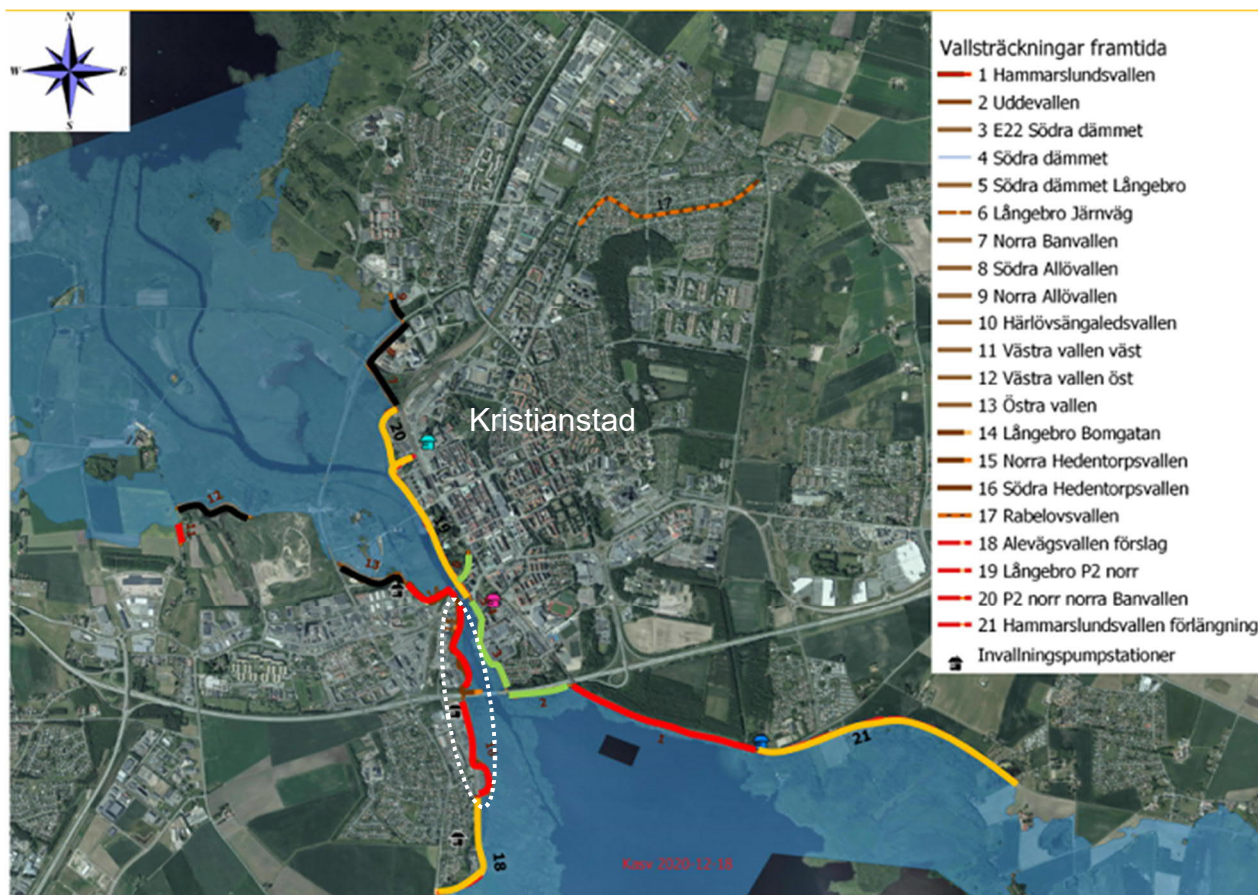 N
W
E
S
Kristianstad
Vallsträckningar framtida
1 Hammarslundsvallen
2 Uddevallen
3 E22 Södra dämmet
4 Södra dämmet
5 Södra dämmet Långebro
6 Långebro Järnväg
7 Norra Banvallen
8 Södra Allövallen
9 Norra Allövallen
10 Härlövsängaledsvallen
11 Västra vallen väst
12 Västra vallen öst
13 Östra vallen
14 Långebro Bomgatan
15 Norra Hedentorpsvallen
16 Södra Hedentorpsvallen
17 Rabelovsvallen
18 Alevägsvallen förslag
19 Långebro P2 norr
20 P2 norr norra Banvallen
21 Hammarslundsvallen förlängning
Invallningspumpstationer
17
20
12
11
19
13
3
2
1
21
18